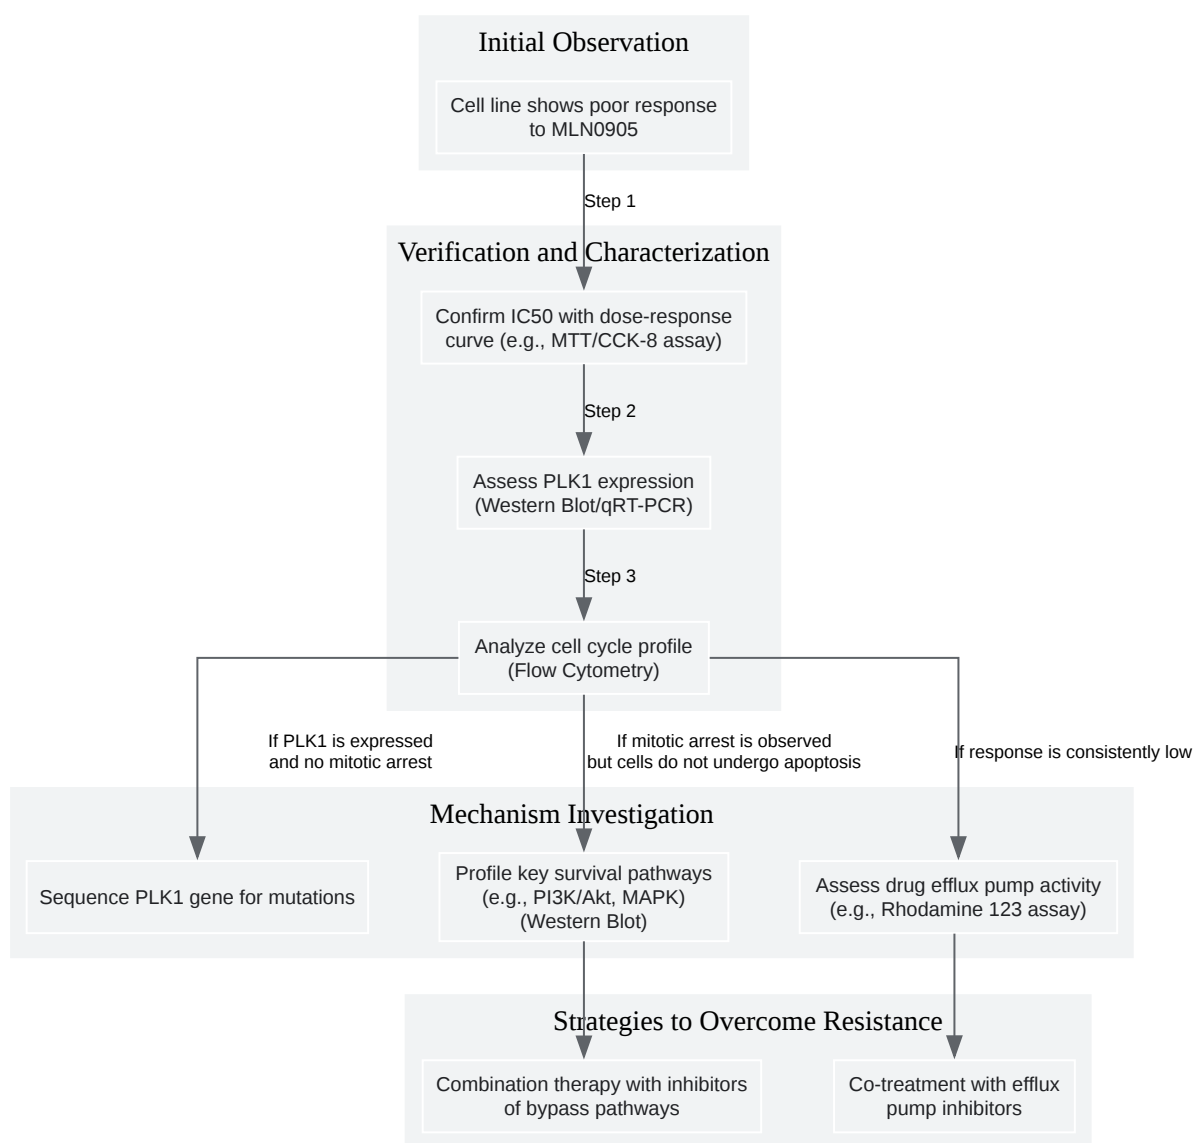 Initial Observation
Cell line shows poor response
to MLN0905
Step 1
Verification and Characterization
Confirm IC50 with dose-response
curve (e.g., MTT/CCK-8 assay)
Step 2
Assess PLK1 expression
(Western Blot/qRT-PCR)
Step 3
Analyze cell cycle profile
(Flow Cytometry)
If PLK1 is expressed
and no mitotic arrest
If mitotic arrest is observed
but cells do not undergo apoptosis
If response is consistently low
Mechanism Investigation
Sequence PLK1 gene for mutations
Profile key survival pathways
(e.g., PI3K/Akt, MAPK)
(Western Blot)
Assess drug efflux pump activity
(e.g., Rhodamine 123 assay)
Strategies to Overcome Resistance
Combination therapy with inhibitors
of bypass pathways
Co-treatment with efflux
pump inhibitors